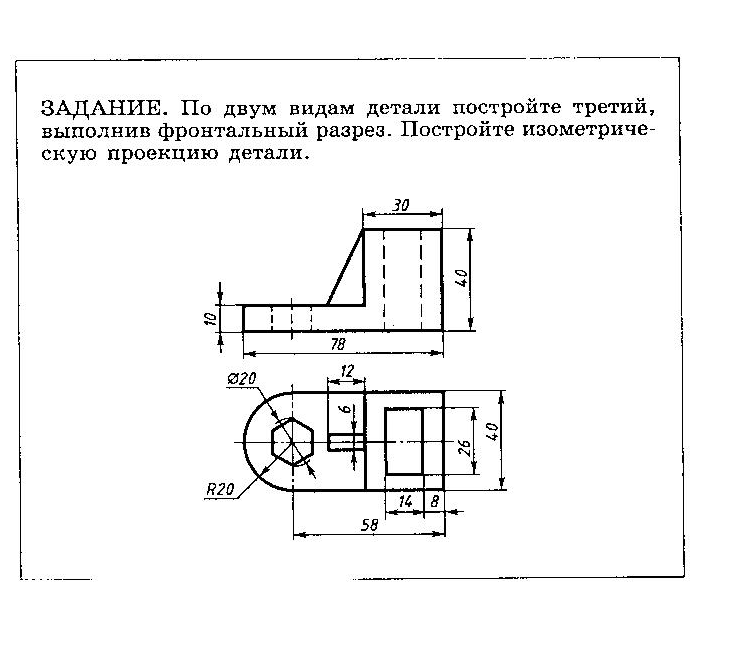 ЗАДАНИЕ. По двум видам детали постройте третий,
выполнив фронтальный разрез. Постройте изометриче-
скую проекцию детали.
30
40
10
78
Ø20
12
6
26
40
R20
14
8
58